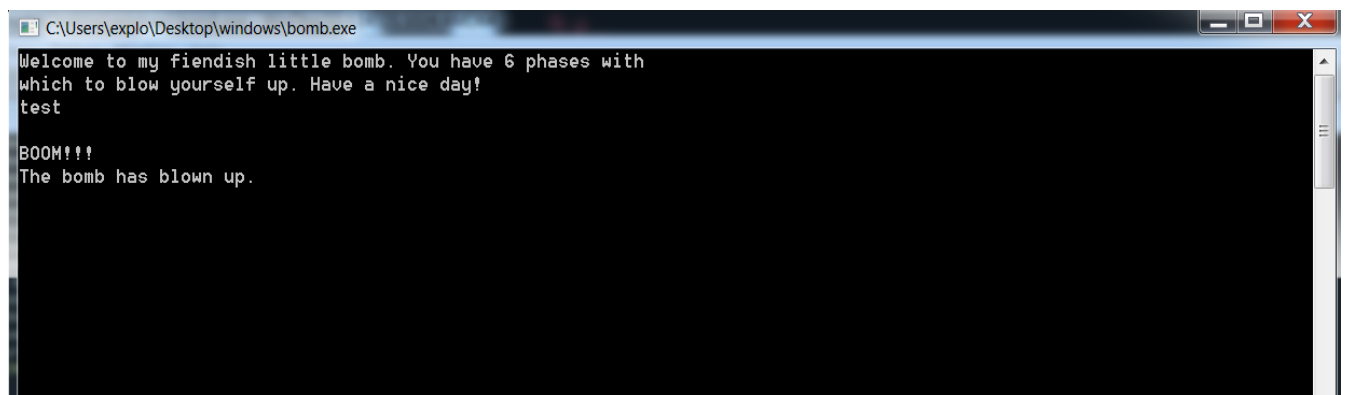 C:\Users\explo\Desktop\windows\bomb.exe
Welcome to my fiendish little bomb. You have 6 phases with
which to blow yourself up. Have a nice day!
test
BOOM!!!
The bomb has blown up.